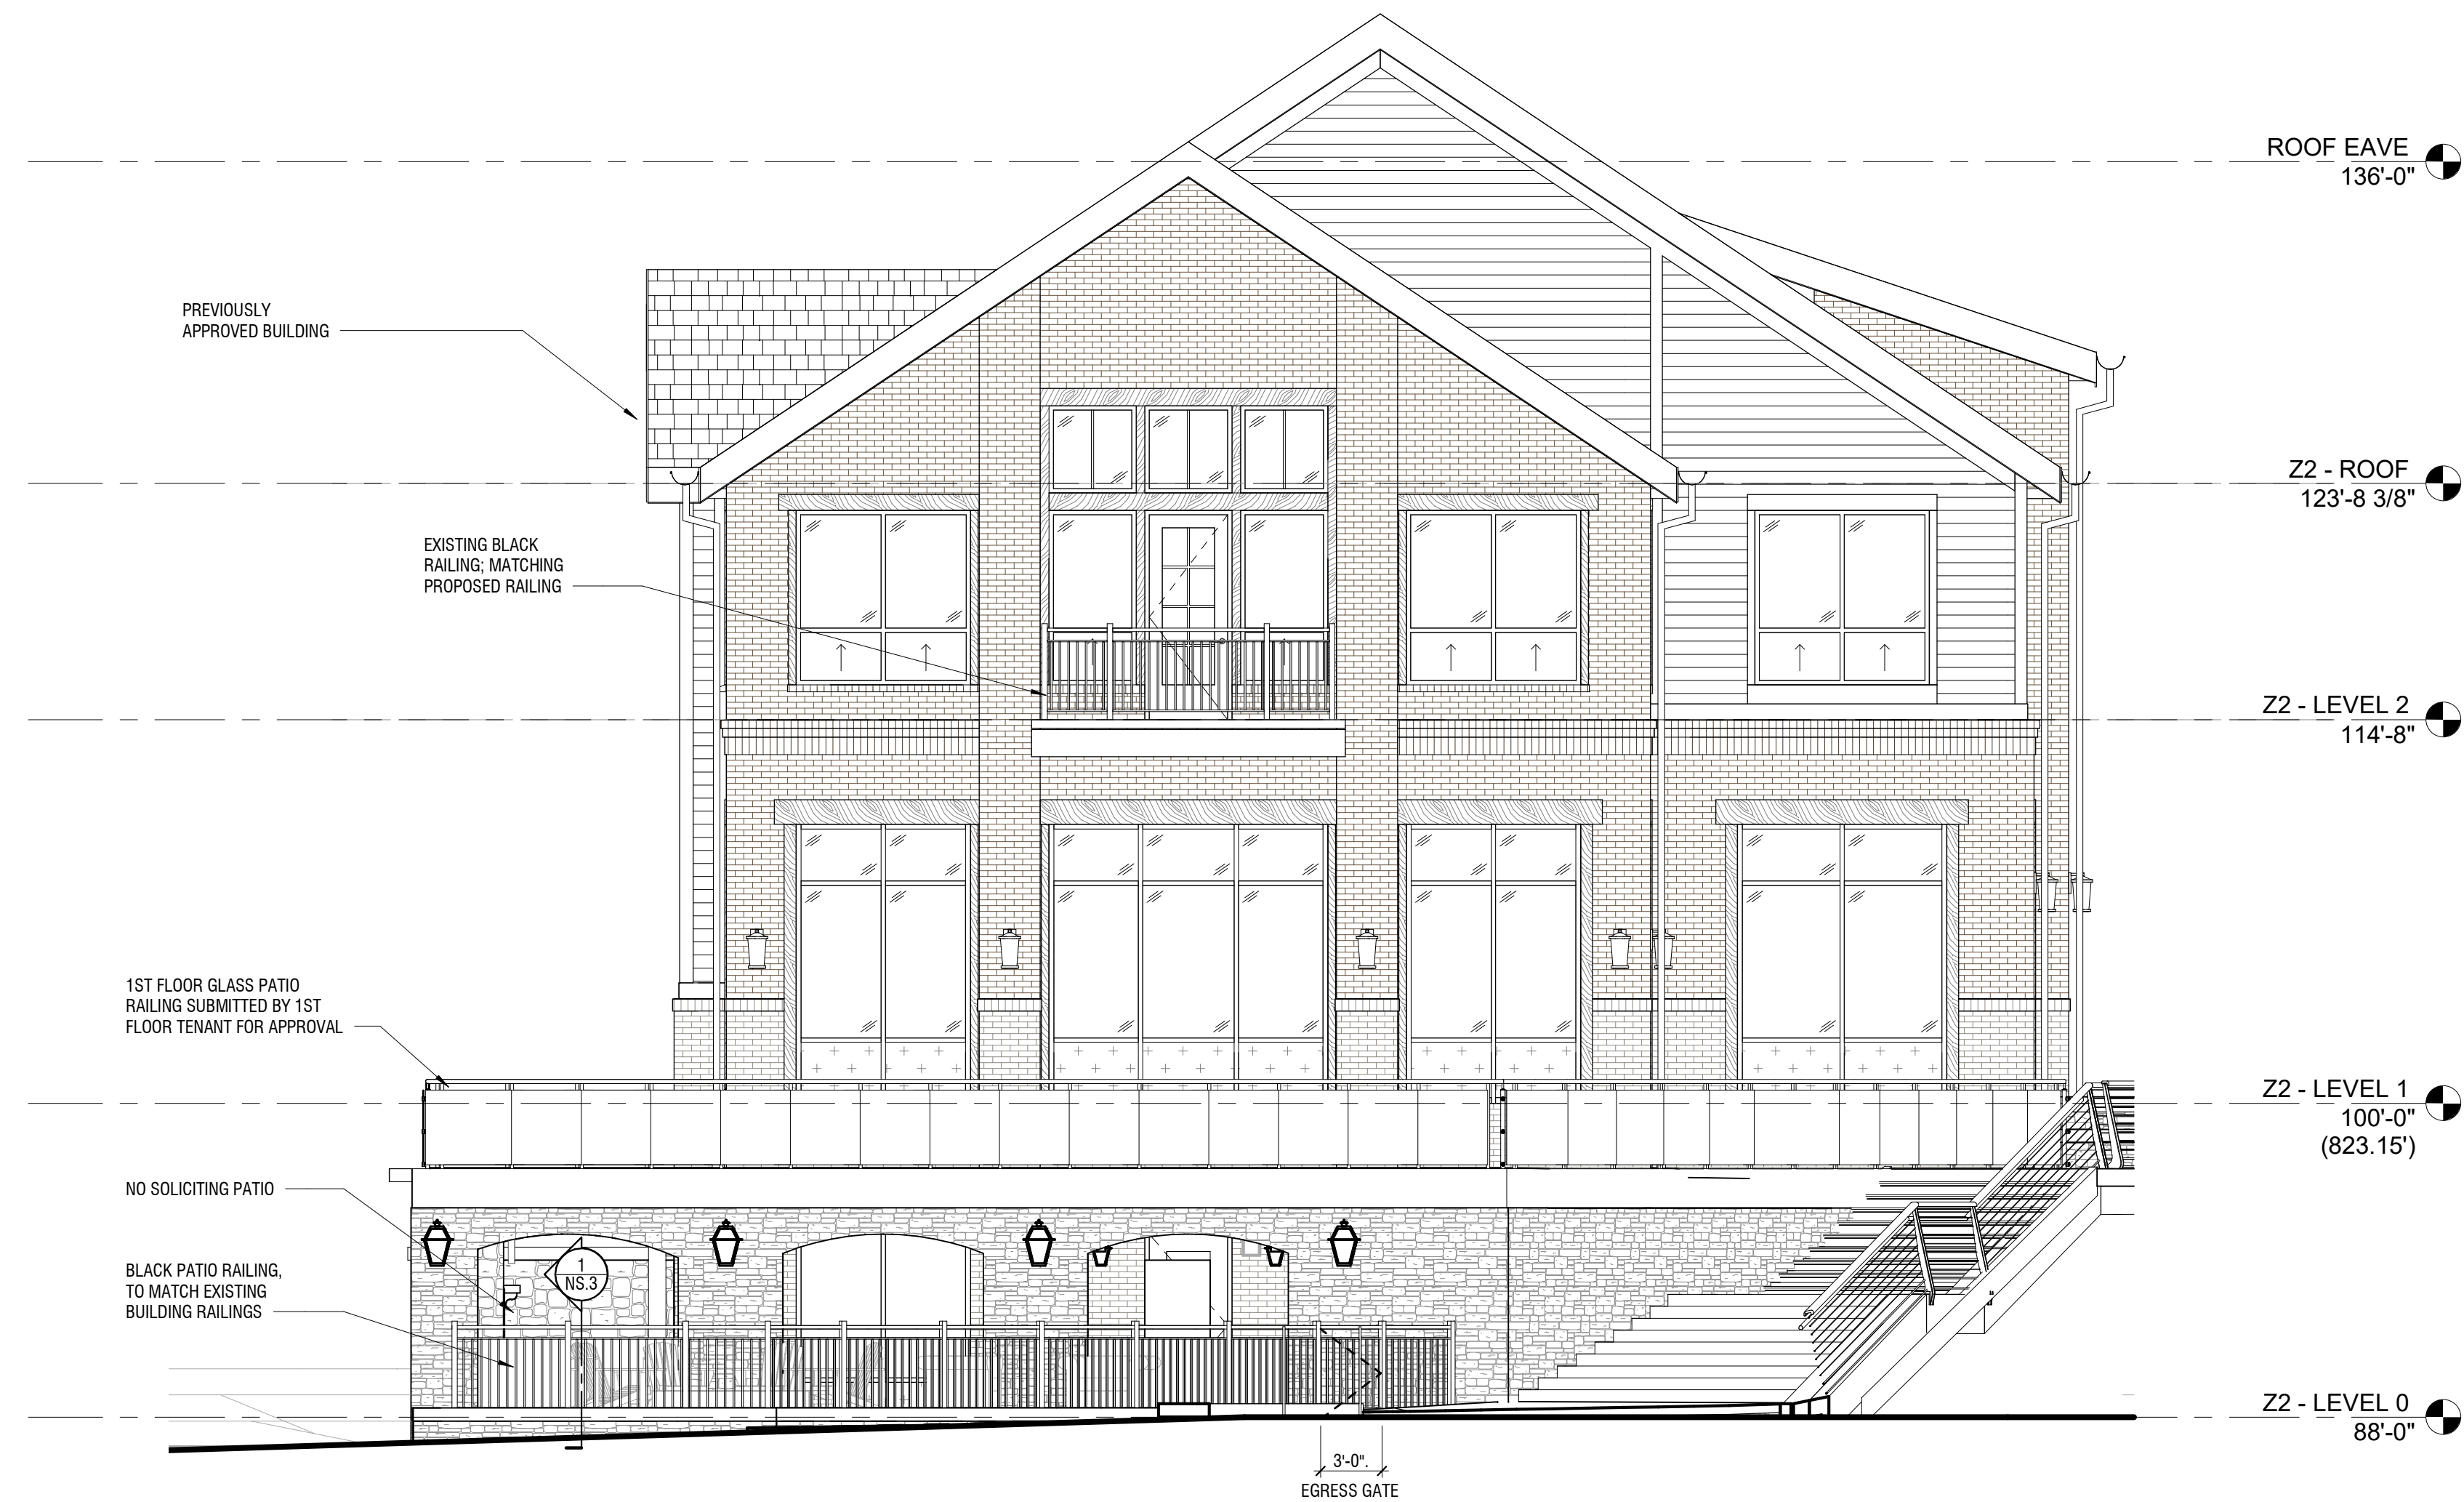 ROOF EAVE
136'-0"
PREVIOUSLY
APPROVED BUILDING
Z2 - ROOF
123'-8 3/8"
EXISTING BLACK
RAILING; MATCHING
PROPOSED RAILING
Z2 - LEVEL 2
114'-8"
1ST FLOOR GLASS PATIO
RAILING SUBMITTED BY 1ST
FLOOR TENANT FOR APPROVAL
Z2 - LEVEL 1
100'-0"
(823.15')
NO SOLICITING PATIO
BLACK PATIO RAILING,
TO MATCH EXISTING
BUILDING RAILINGS
1
NS.3
Z2 - LEVEL 0
88'-0"
3'-0".
EGRESS GATE